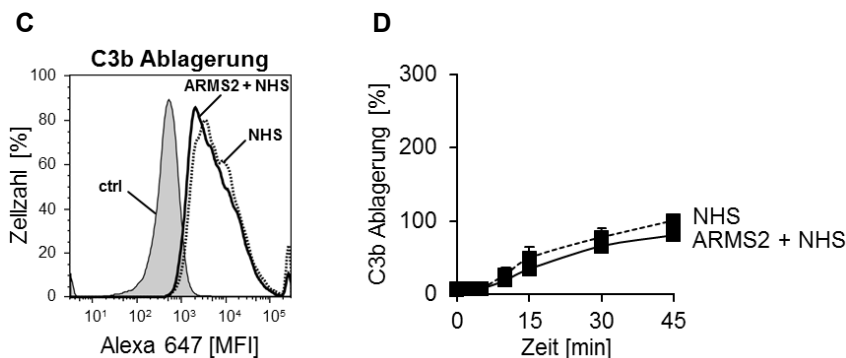 C
C3b Ablagerung
ARMS2 + NHS
NHS
ctrl
Zellzahl [%]
100
80
60
40
20
0
10¹ 10² 10³ 10⁴ 10⁵
Alexa 647 [MFI]
D
C3b Ablagerung [%]
300
200
100
0
NHS
ARMS2 + NHS
0 15 30 45
Zeit [min]